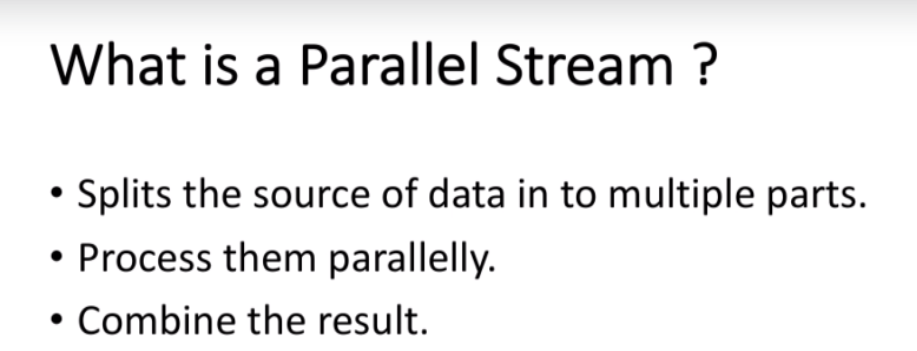 What is a Parallel Stream ?
• Splits the source of data in to multiple parts.
• Process them parallelly.
• Combine the result.